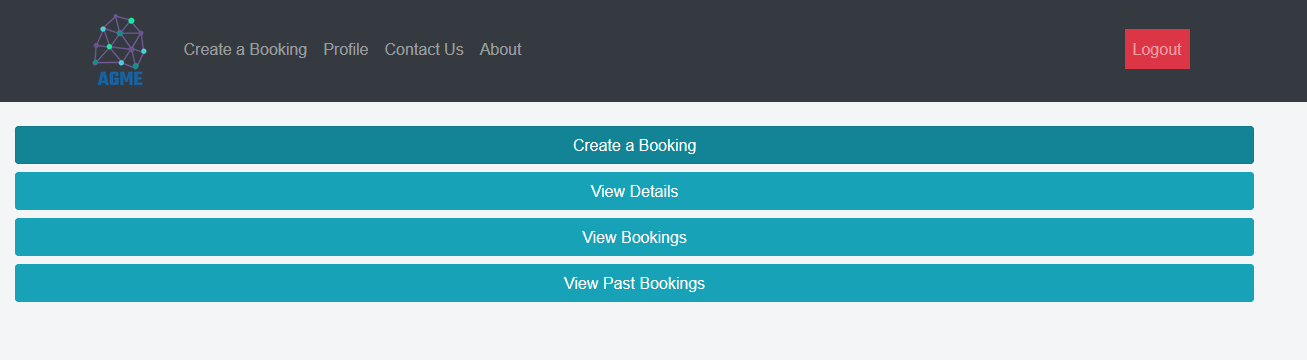 AGME
Create a Booking Profile Contact Us About Logout
Create a Booking
View Details
View Bookings
View Past Bookings